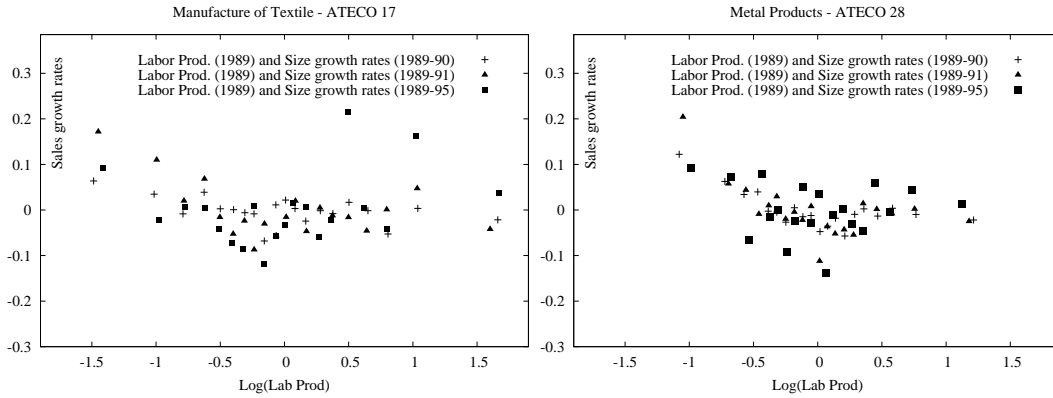 Manufacture of Textile - ATECO 17
Labor Prod. (1989) and Size growth rates (1989-90)
Labor Prod. (1989) and Size growth rates (1989-91)
Labor Prod. (1989) and Size growth rates (1989-95)
Sales growth rates
0.3
0.2
0.1
0
-0.1
-0.2
-0.3
-1.5
-1
-0.5
0
0.5
1
1.5
Log(Lab Prod)
Metal Products - ATECO 28
Labor Prod. (1989) and Size growth rates (1989-90)
Labor Prod. (1989) and Size growth rates (1989-91)
Labor Prod. (1989) and Size growth rates (1989-95)
Sales growth rates
0.3
0.2
0.1
0
-0.1
-0.2
-0.3
-1.5
-1
-0.5
0
0.5
1
1.5
Log(Lab Prod)